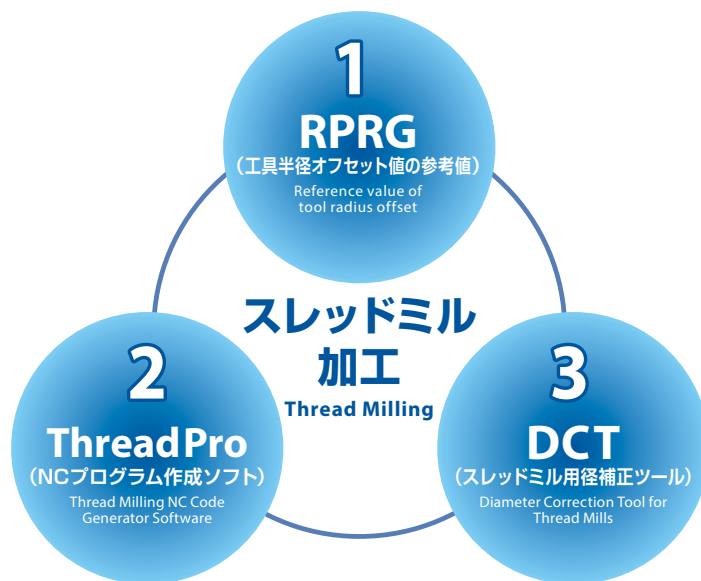 1
RPRG
（工具半径オフセット値の参考値）
Reference value of
tool radius offset
スレッドミル
加工
Thread Milling
2
ThreadPro
（NCプログラム作成ソフト）
Thread Milling NC Code
Generator Software
3
DCT
（スレッドミル用径補正ツール）
Diameter Correction Tool for
Thread Mills